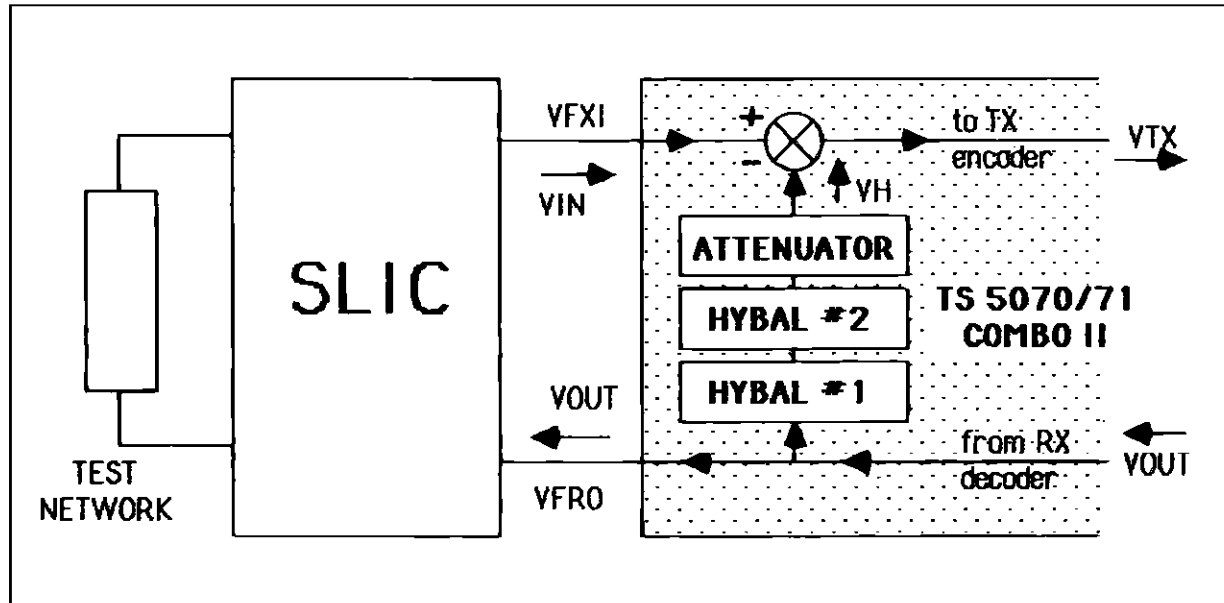 VFXI
+
to TX
encoder
VTX
VIN
-
VH
ATTENUATOR
SLIC
HYBAL #2
TS 5070/71
COMBO II
HYBAL #1
VOUT
from RX
decoder
VOUT
TEST
NETWORK
VFRO